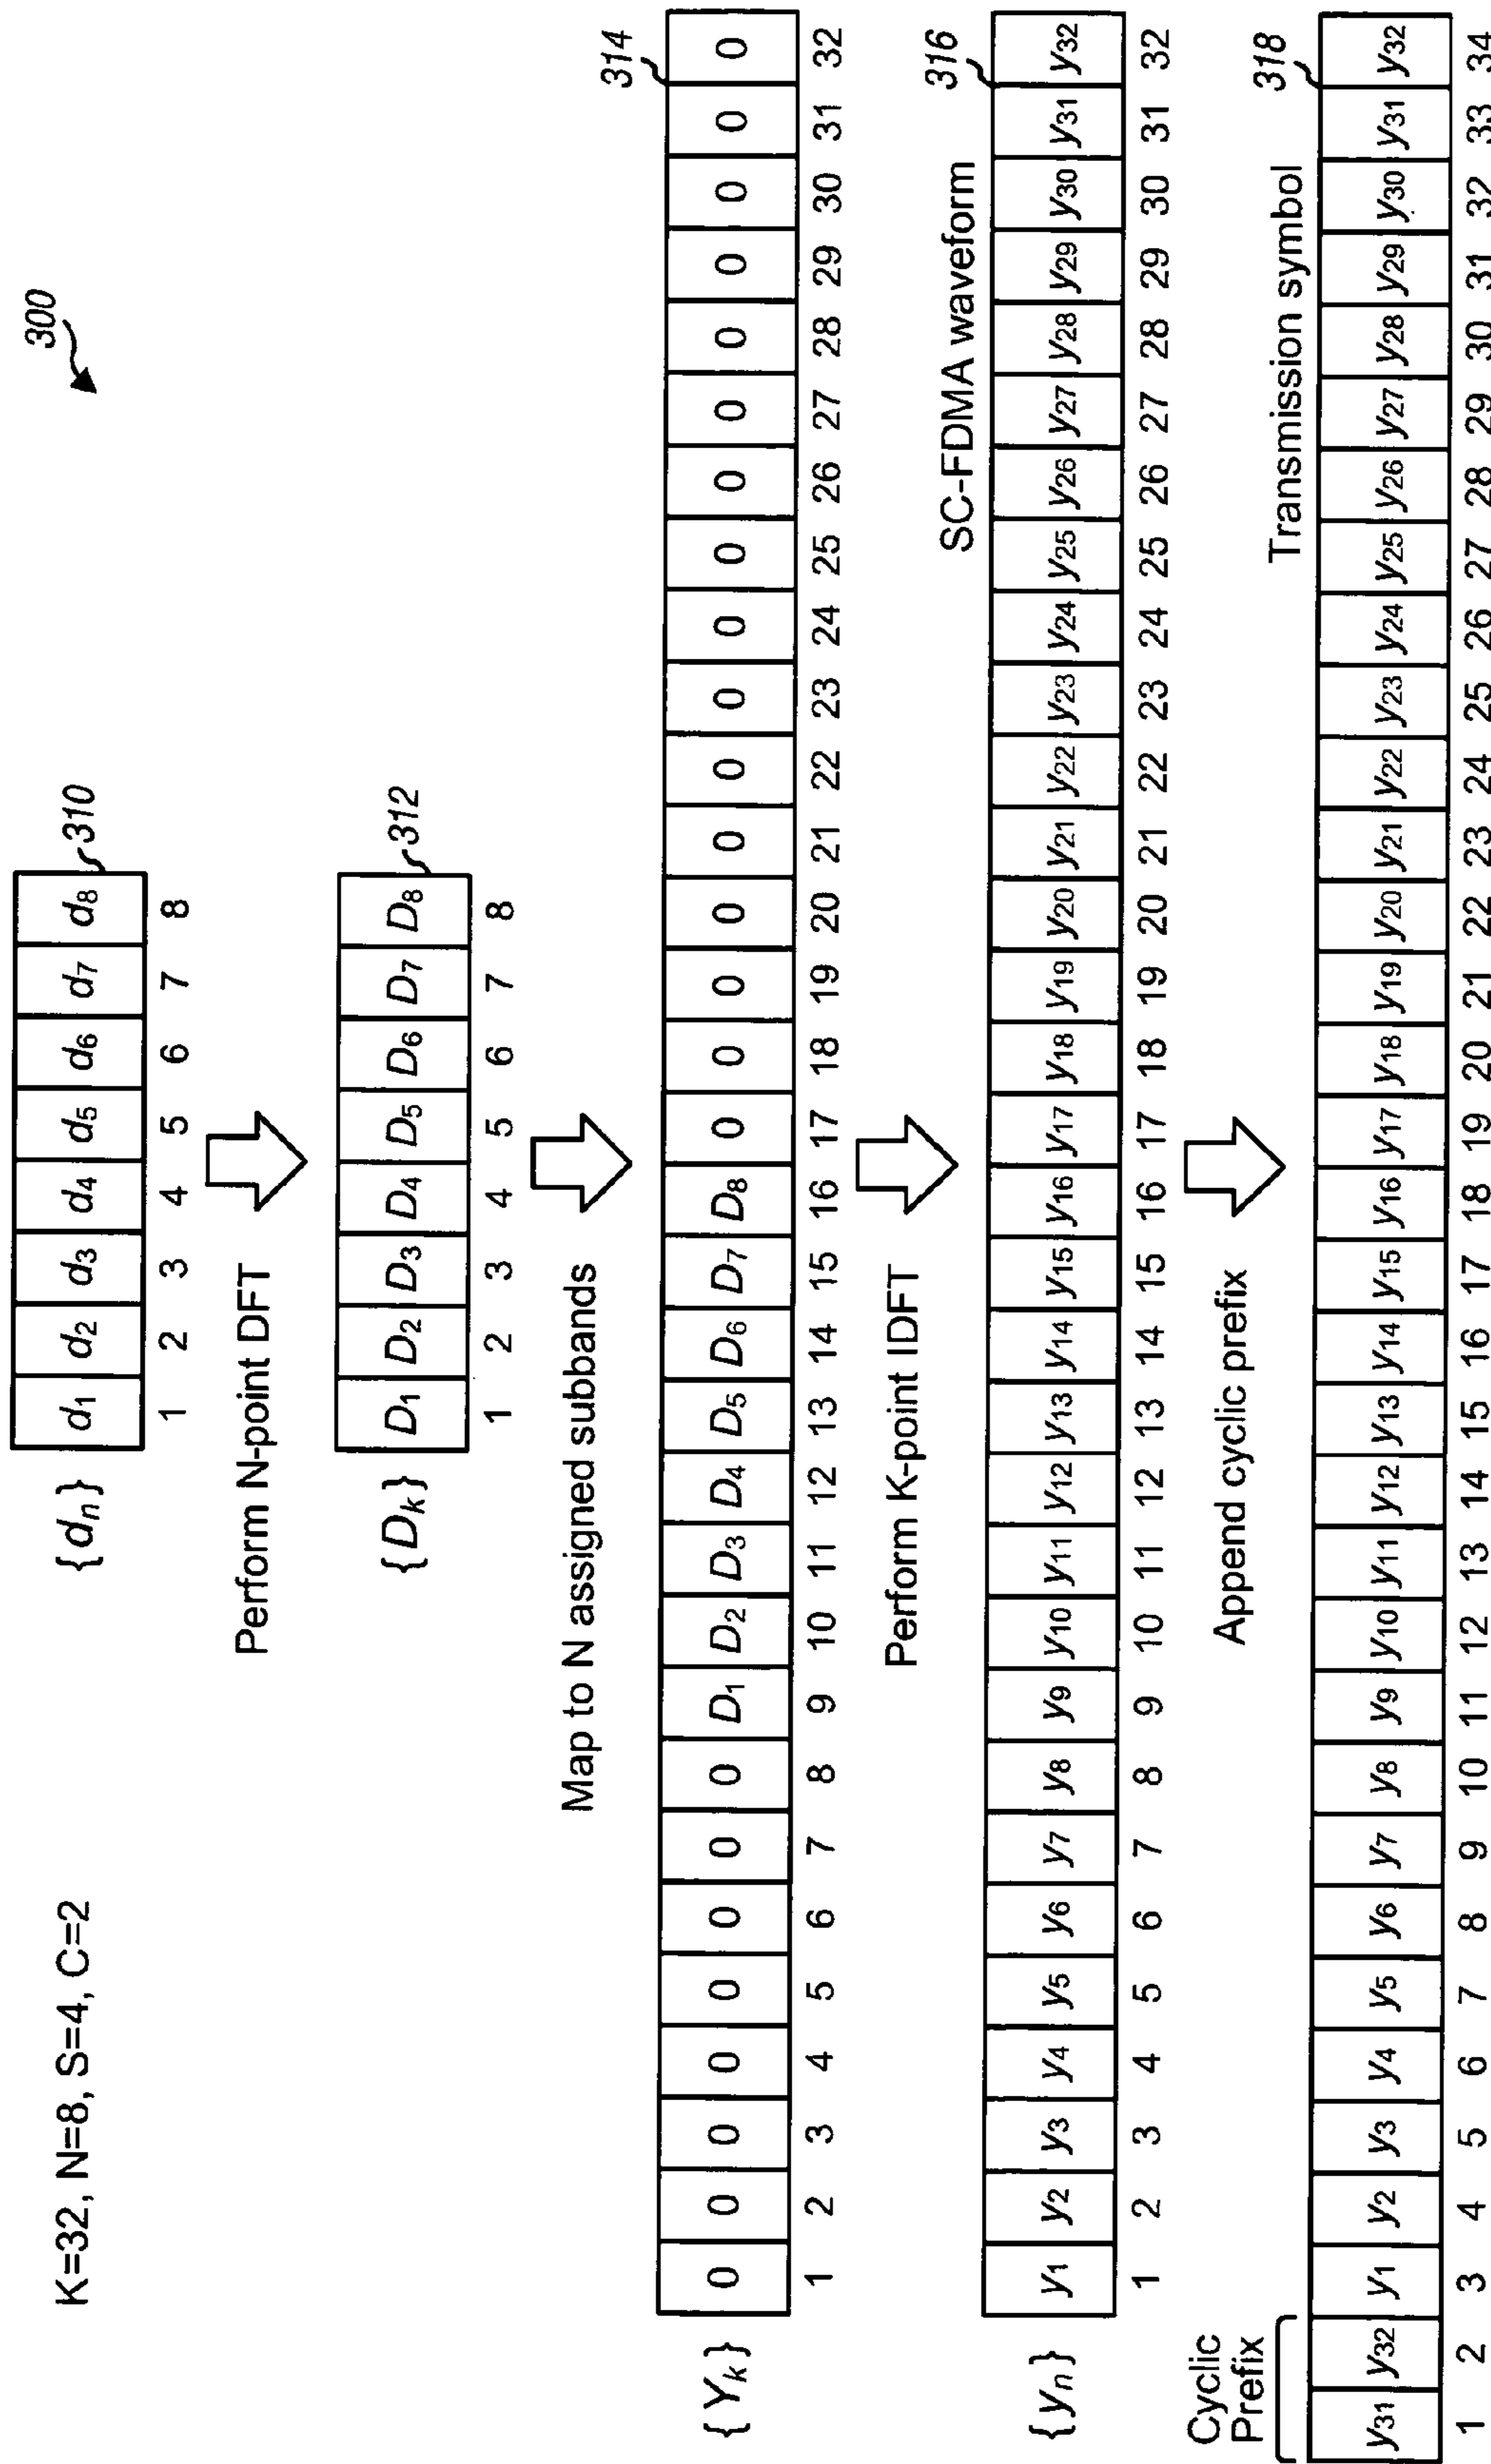 300
K=32, N=8, S=4, C=2
{dn} d1 d2 d3 d4 d5 d6 d7 d8 310
1 2 3 4 5 6 7 8
Perform N-point DFT
{Dk} D1 D2 D3 D4 D5 D6 D7 D8 312
1 2 3 4 5 6 7 8
Map to N assigned subbands
314
{Yk} 0 0 0 0 0 0 0 0 D1 D2 D3 D4 D5 D6 D7 D8 0 0 0 0 0 0 0 0 0 0 0 0 0 0 0 0
1 2 3 4 5 6 7 8 9 10 11 12 13 14 15 16 17 18 19 20 21 22 23 24 25 26 27 28 29 30 31 32
Perform K-point IDFT
SC-FDMA waveform 316
{yn} y1 y2 y3 y4 y5 y6 y7 y8 y9 y10 y11 y12 y13 y14 y15 y16 y17 y18 y19 y20 y21 y22 y23 y24 y25 y26 y27 y28 y29 y30 y31 y32
1 2 3 4 5 6 7 8 9 10 11 12 13 14 15 16 17 18 19 20 21 22 23 24 25 26 27 28 29 30 31 32
Cyclic
Prefix
Append cyclic prefix
Transmission symbol 318
y31 y32 y1 y2 y3 y4 y5 y6 y7 y8 y9 y10 y11 y12 y13 y14 y15 y16 y17 y18 y19 y20 y21 y22 y23 y24 y25 y26 y27 y28 y29 y30 y31 y32
1 2 3 4 5 6 7 8 9 10 11 12 13 14 15 16 17 18 19 20 21 22 23 24 25 26 27 28 29 30 31 32 33 34